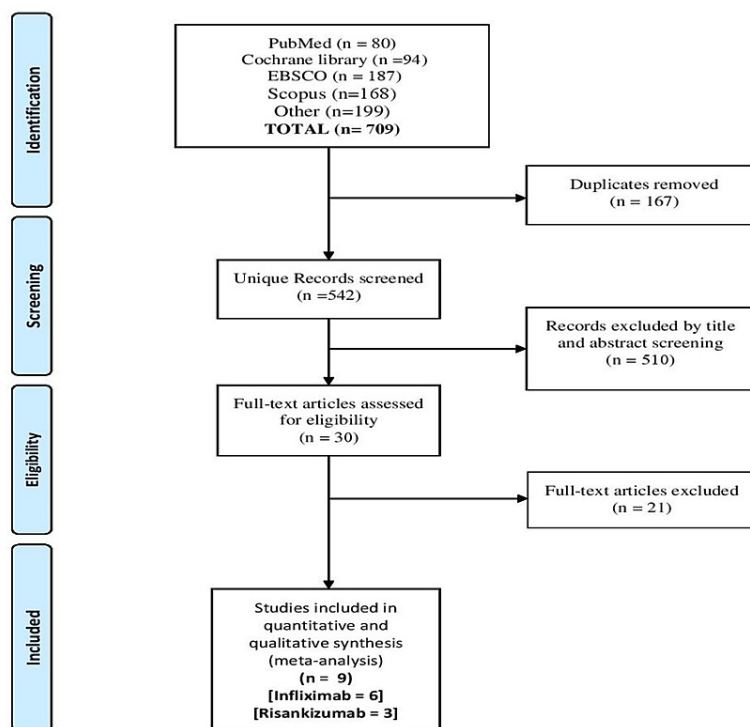 Identification
PubMed (n = 80)
Cochrane library (n =94)
EBSCO (n = 187)
Scopus (n=168)
Other (n=199)
TOTAL (n= 709)
Duplicates removed
(n = 167)
Screening
Unique Records screened
(n =542)
Records excluded by title
and abstract screening
(n = 510)
Eligibility
Full-text articles assessed
for eligibility
(n = 30)
Full-text articles excluded
(n = 21)
Included
Studies included in
quantitative and
qualitative synthesis
(meta-analysis)
(n = 9)
[Infliximab = 6]
[Risankizumab = 3]